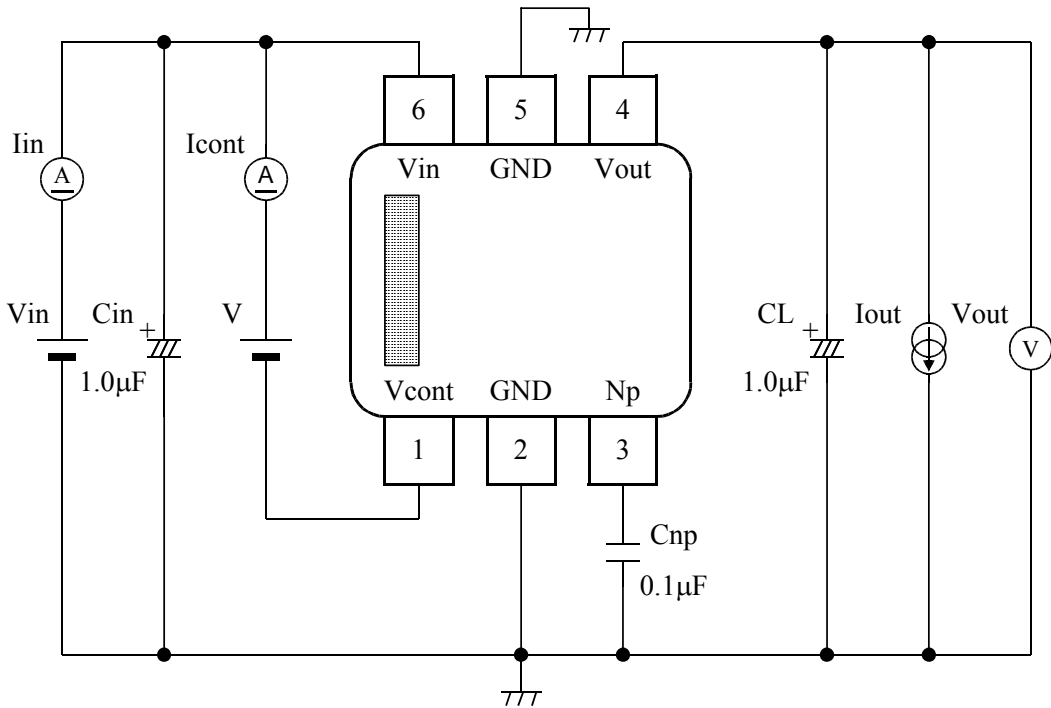 6 5 4
Iin Icont Vin GND Vout
A A
Vin Cin + V CL + Iout Vout
V
1.0μF 1.0μF
Vcont GND Np
1 2 3
Cnp
0.1μF